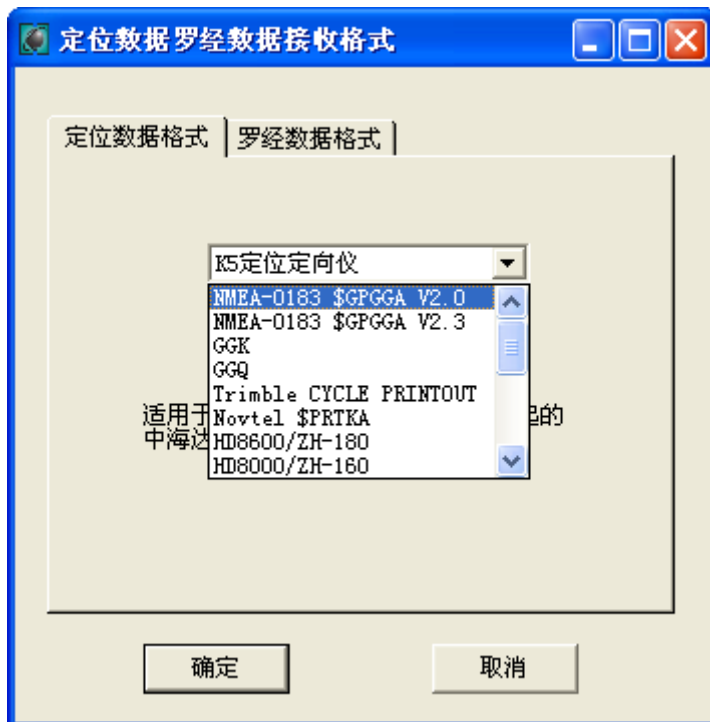 定位数据罗经数据接收格式
定位数据格式 罗经数据格式
K5定位定向仪
NMEA-0183 $GPGGA V2.0
NMEA-0183 $GPGGA V2.3
GGK
GGQ
Trimble CYCLE PRINTOUT
适用于 Novtel $PRTKA 起的
中海达 HD8600/ZH-180
HD8000/ZH-160
确定 取消